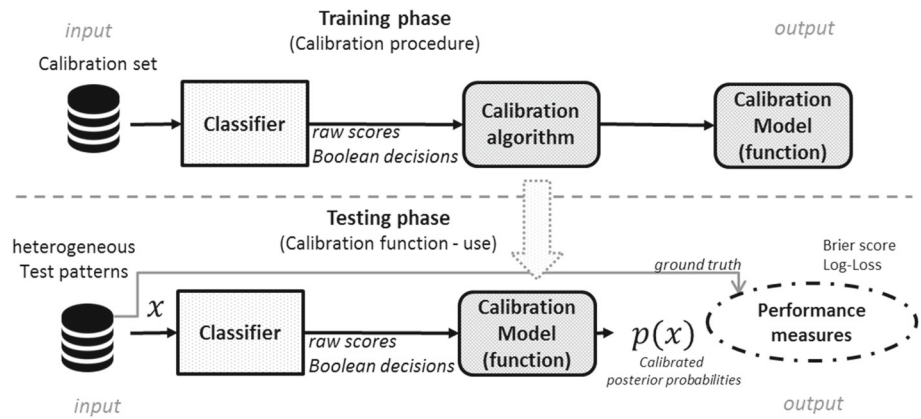 Training phase
(Calibration procedure)
input
output
Calibration set
Classifier
raw scores
Boolean decisions
Calibration
algorithm
Calibration
Model
(function)
Testing phase
(Calibration function - use)
heterogeneous
Test patterns
x
Classifier
raw scores
Boolean decisions
Calibration
Model
(function)
ground truth
p(x)
Calibrated
posterior probabilities
Brier score
Log-Loss
Performance
measures
input
output